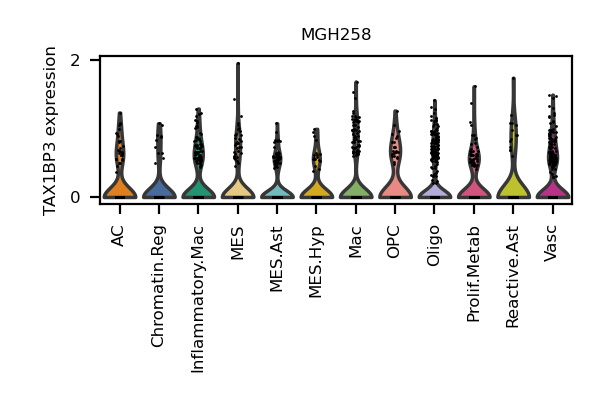 MGH258
TAX1BP3 expression
2
0
AC
Chromatin.Reg
Inflammatory.Mac
MES
MES.Ast
MES.Hyp
Mac
OPC
Oligo
Prolif.Metab
Reactive.Ast
Vasc